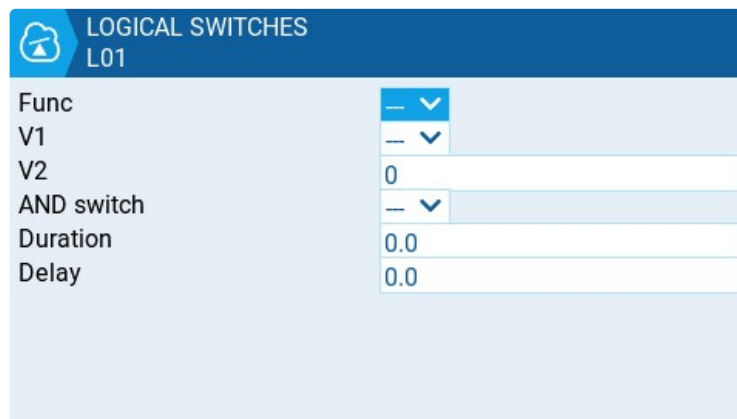 LOGICAL SWITCHES
L01
Func ---
V1 ---
V2 0
AND switch ---
Duration 0.0
Delay 0.0